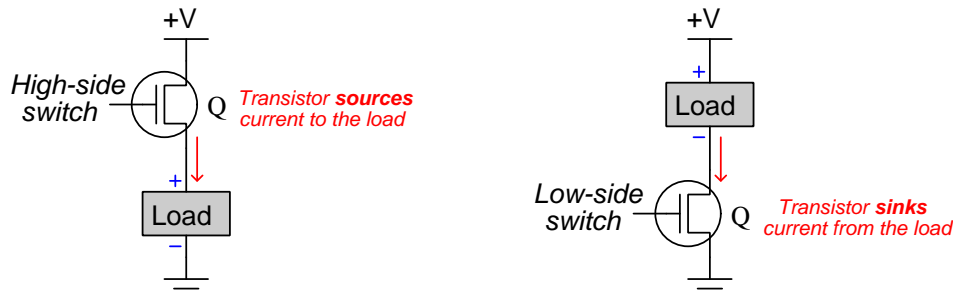 +V
High-side
switch
Q
Transistor sources
current to the load
+
Load
−
+V
+
Load
−
Low-side
switch
Q
Transistor sinks
current from the load